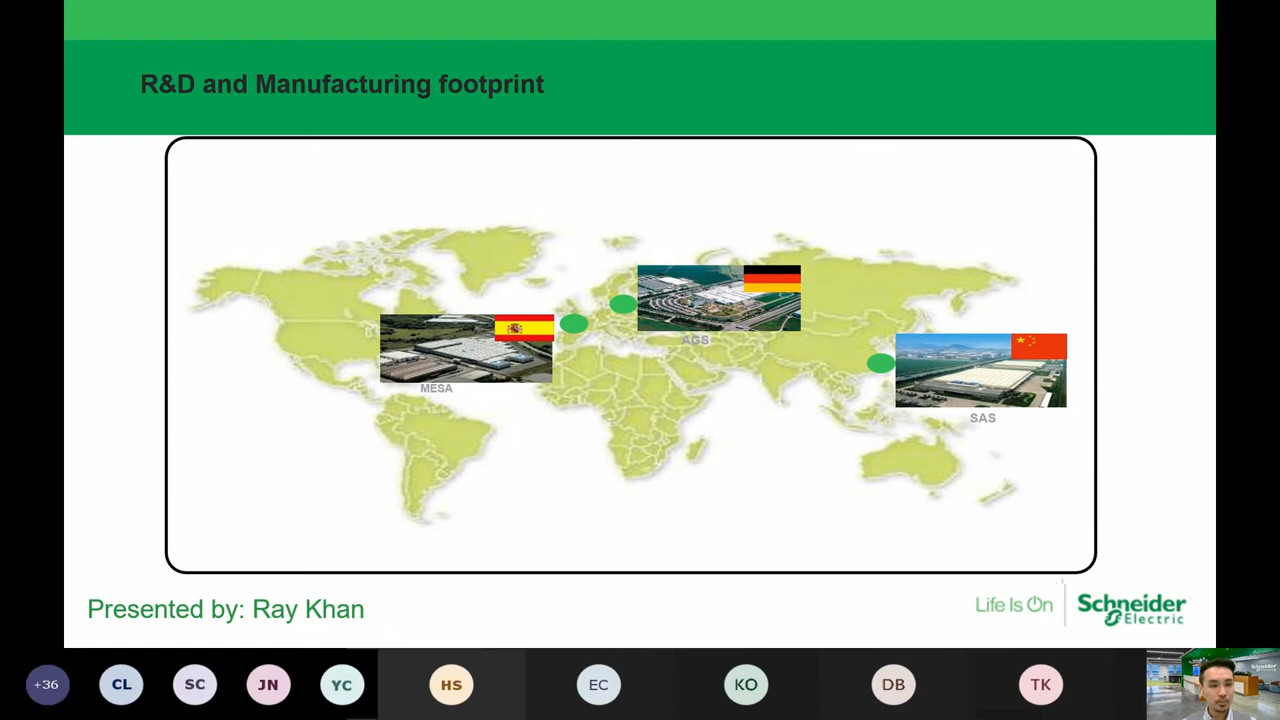 R&D and Manufacturing footprint
AGS
MESA
SAS
Presented by: Ray Khan
Life Is On
Schneider
Electric
+36
CL
SC
JN
YC
HS
EC
KO
DB
TK